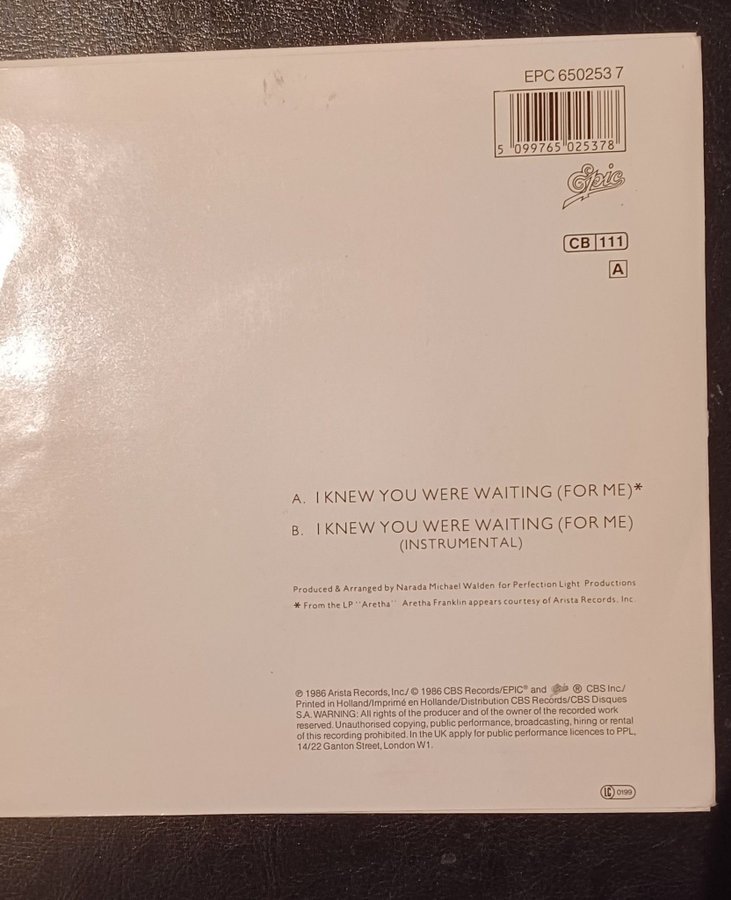 EPC 650253 7
5 099765 025378
Epic
CB 111
A
A. I KNEW YOU WERE WAITING (FOR ME)*
B. I KNEW YOU WERE WAITING (FOR ME)
(INSTRUMENTAL)
Produced & Arranged by Narada Michael Walden for Perfection Light Productions
* From the LP "Aretha" Aretha Franklin appears courtesy of Arista Records, Inc.
℗ 1986 Arista Records, Inc./ © 1986 CBS Records/EPIC® and Epic ® CBS Inc./
Printed in Holland/Imprimé en Hollande/Distribution CBS Records/CBS Disques
S.A. WARNING: All rights of the producer and of the owner of the recorded work
reserved. Unauthorised copying, public performance, broadcasting, hiring or rental
of this recording prohibited. In the UK apply for public performance licences to PPL,
14/22 Ganton Street, London W1.
LC 0199